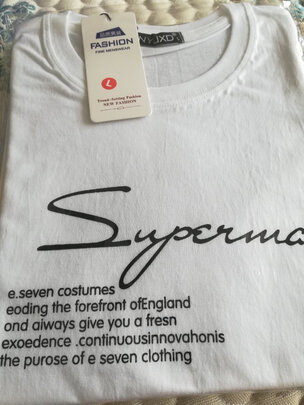 FASHION
FINE MENSWEAR
L
Trend-Setting Fashion
NEW FASHION
JXD
Superma
e.seven costumes
eoding the forefront ofEngland
ond aiways give you a fresn
exoedence .continuousinnovahonis
the purose of e seven clothing